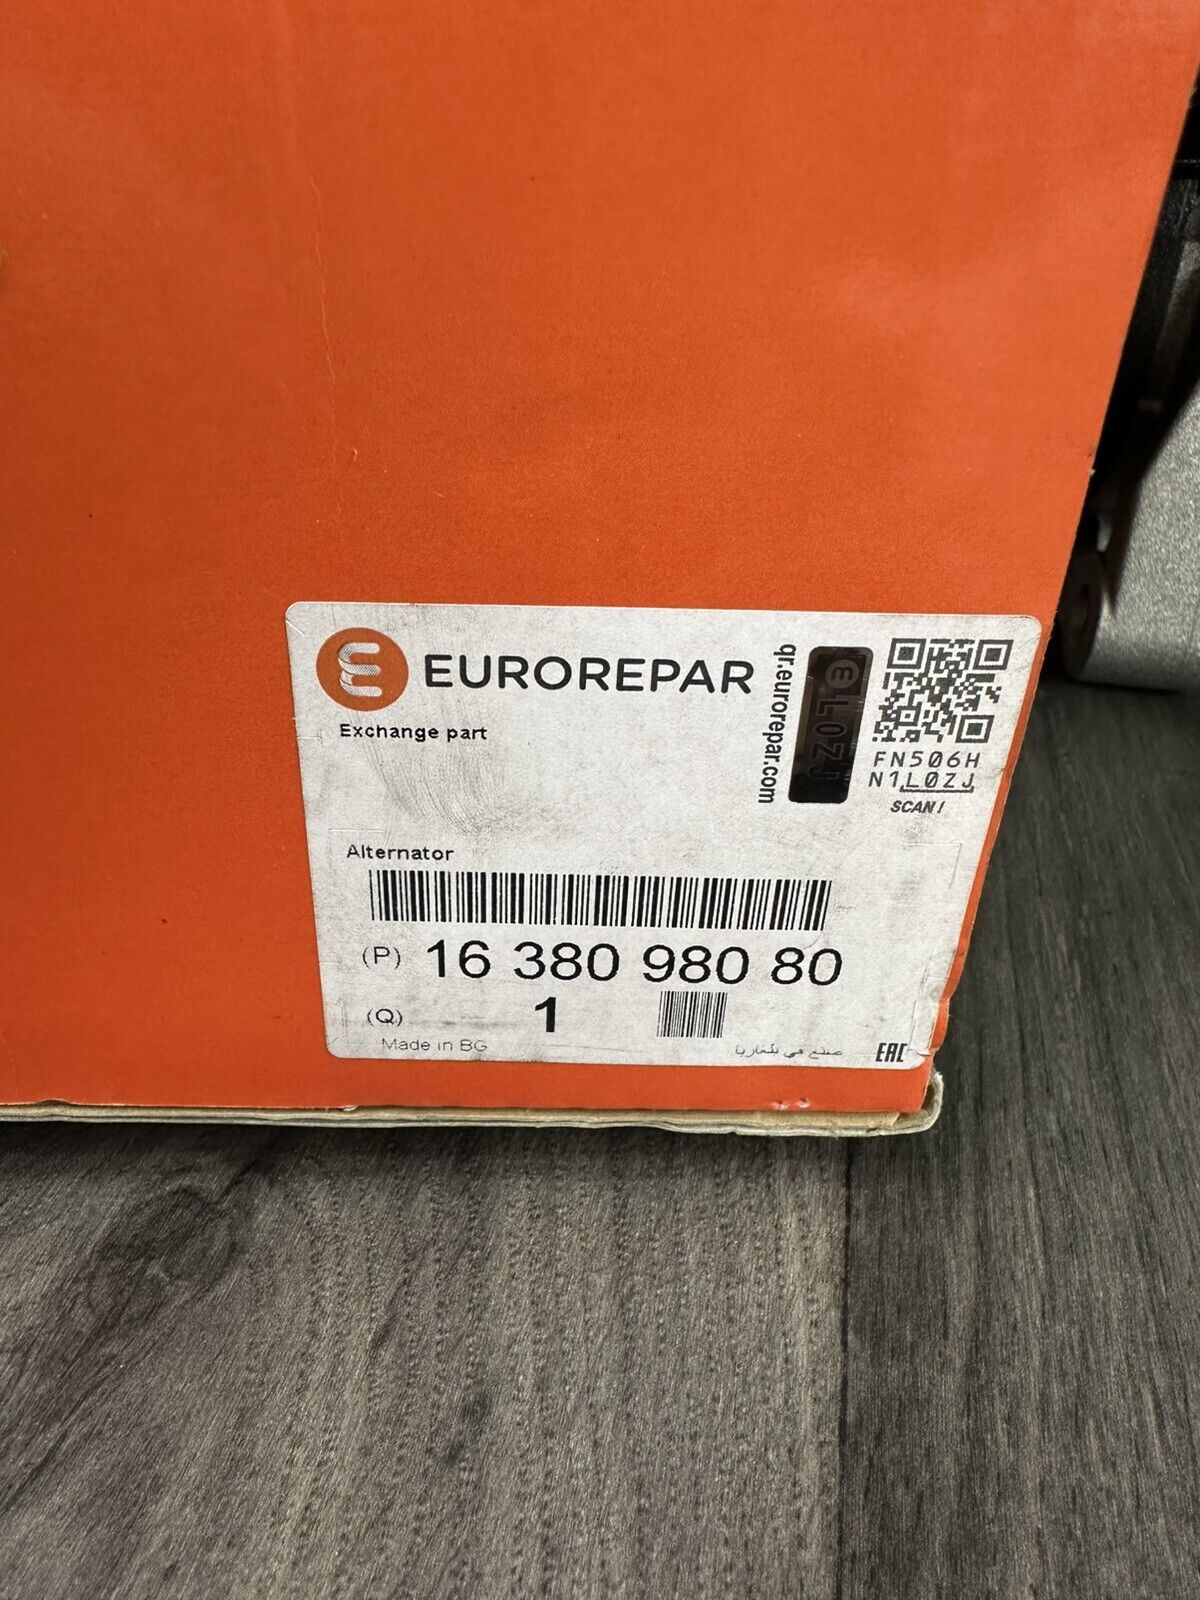 EUROREPAR
Exchange part
qr.eurorepar.com
L0ZJ
FN506H
N1L0ZJ
SCAN!
Alternator
(P) 16 380 980 80
(Q) 1
Made in BG
صنع في بلغاريا
EAC